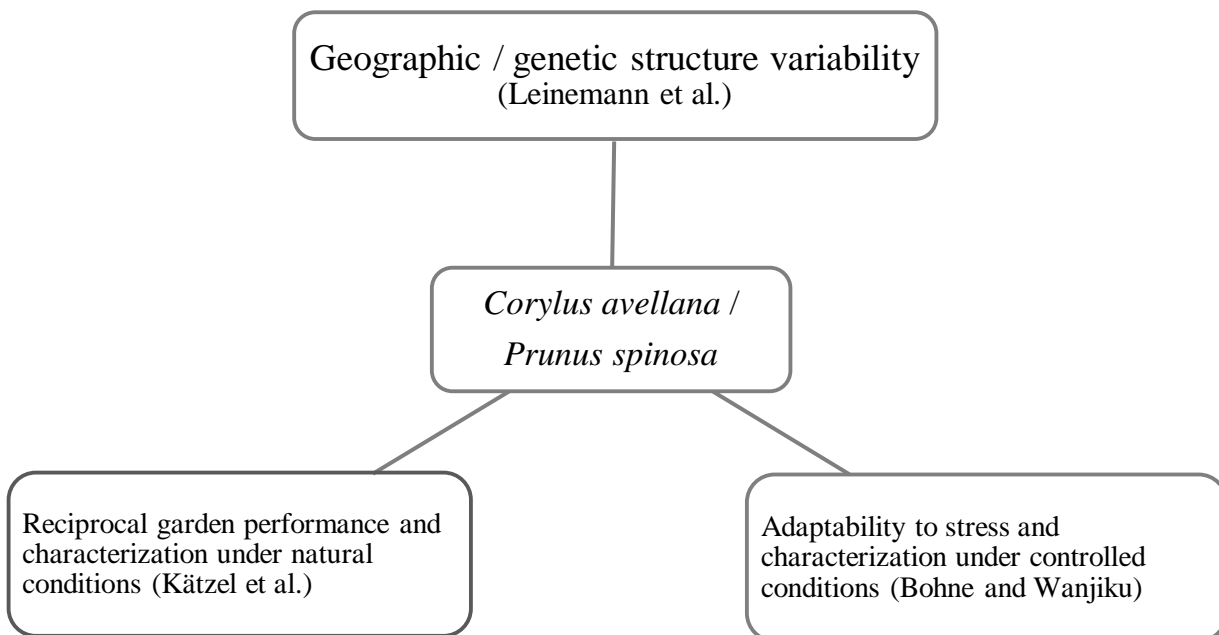 Geographic / genetic structure variability
(Leinemann et al.)
Corylus avellana /
Prunus spinosa
Reciprocal garden performance and
characterization under natural
conditions (Kätzel et al.)
Adaptability to stress and
characterization under controlled
conditions (Bohne and Wanjiku)